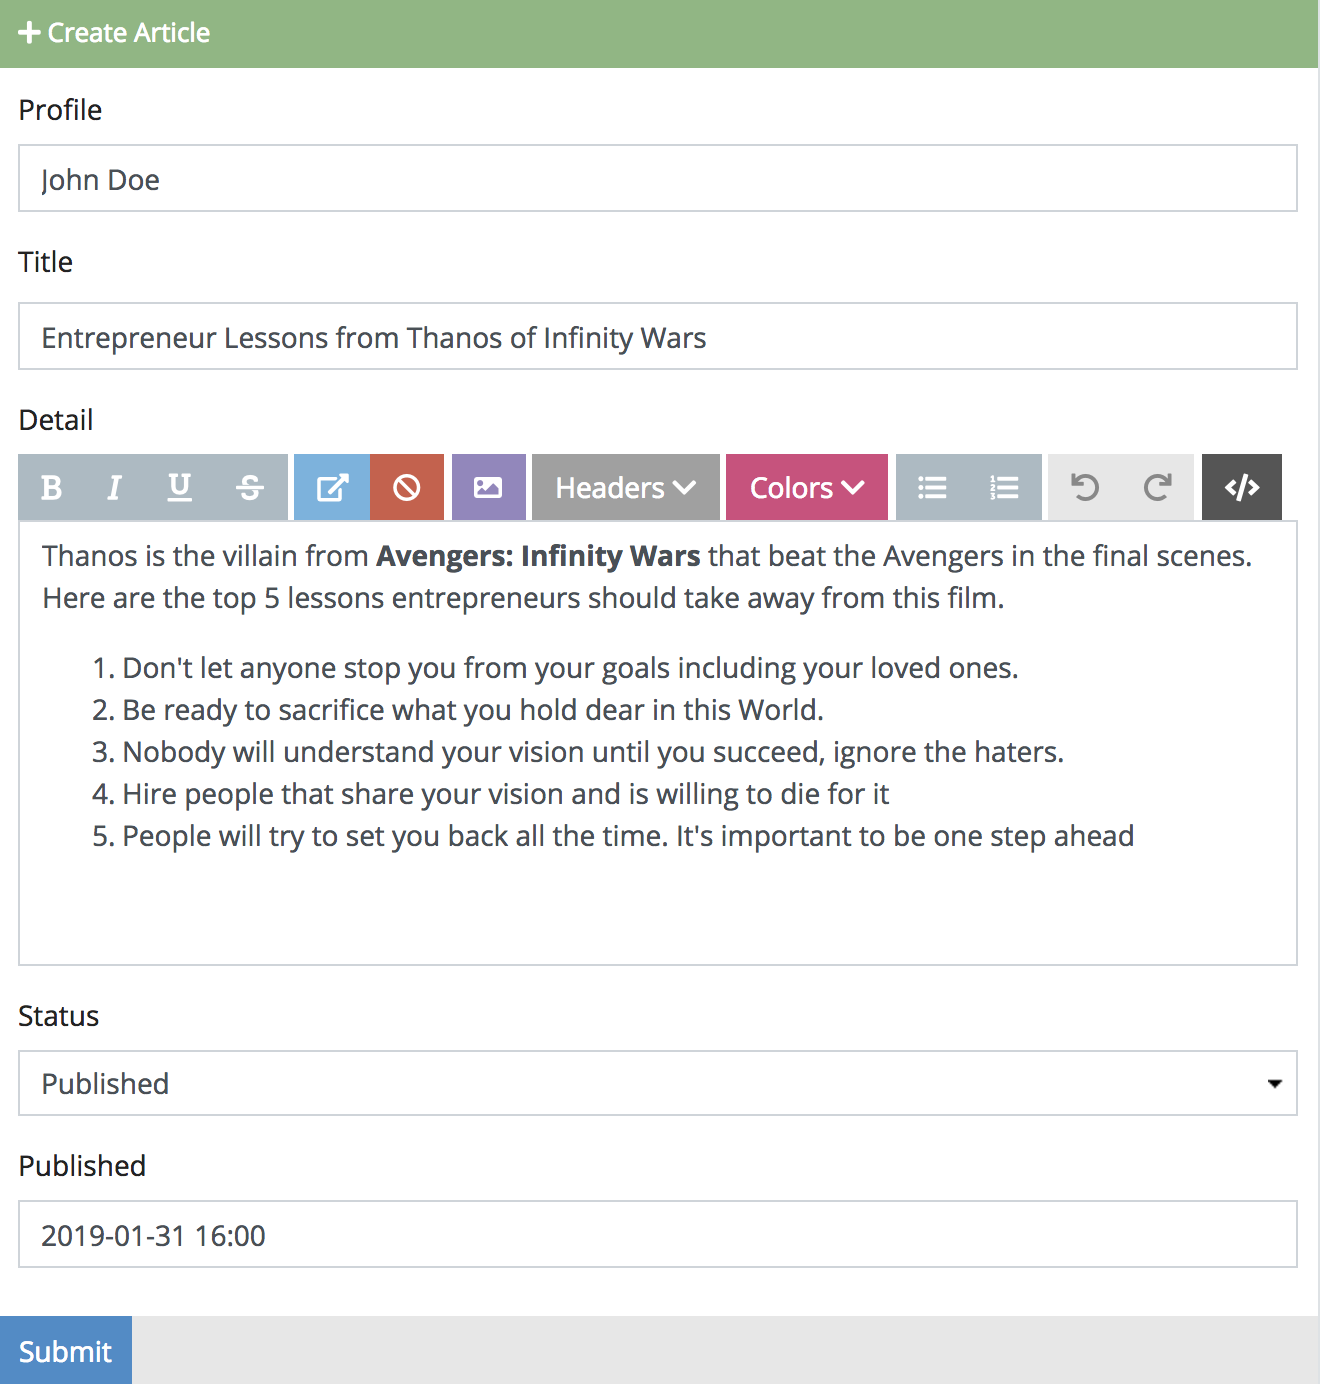 Create Article
Profile
John Doe
Title
Entrepreneur Lessons from Thanos of Infinity Wars
Detail
B I U S Headers Colors </>
Thanos is the villain from Avengers: Infinity Wars that beat the Avengers in the final scenes.
Here are the top 5 lessons entrepreneurs should take away from this film.
1. Don't let anyone stop you from your goals including your loved ones.
2. Be ready to sacrifice what you hold dear in this World.
3. Nobody will understand your vision until you succeed, ignore the haters.
4. Hire people that share your vision and is willing to die for it
5. People will try to set you back all the time. It's important to be one step ahead
Status
Published
Published
2019-01-31 16:00
Submit